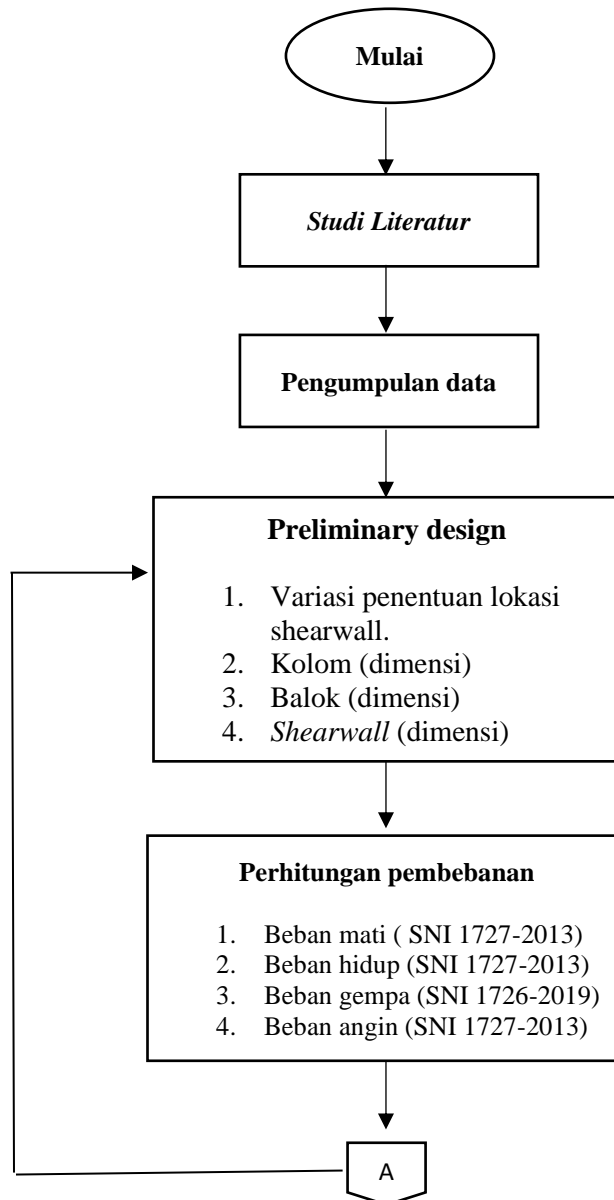 Mulai
Studi Literatur
Pengumpulan data
Preliminary design
1. Variasi penentuan lokasi
shearwall.
2. Kolom (dimensi)
3. Balok (dimensi)
4. Shearwall (dimensi)
Perhitungan pembebanan
1. Beban mati ( SNI 1727-2013)
2. Beban hidup (SNI 1727-2013)
3. Beban gempa (SNI 1726-2019)
4. Beban angin (SNI 1727-2013)
A